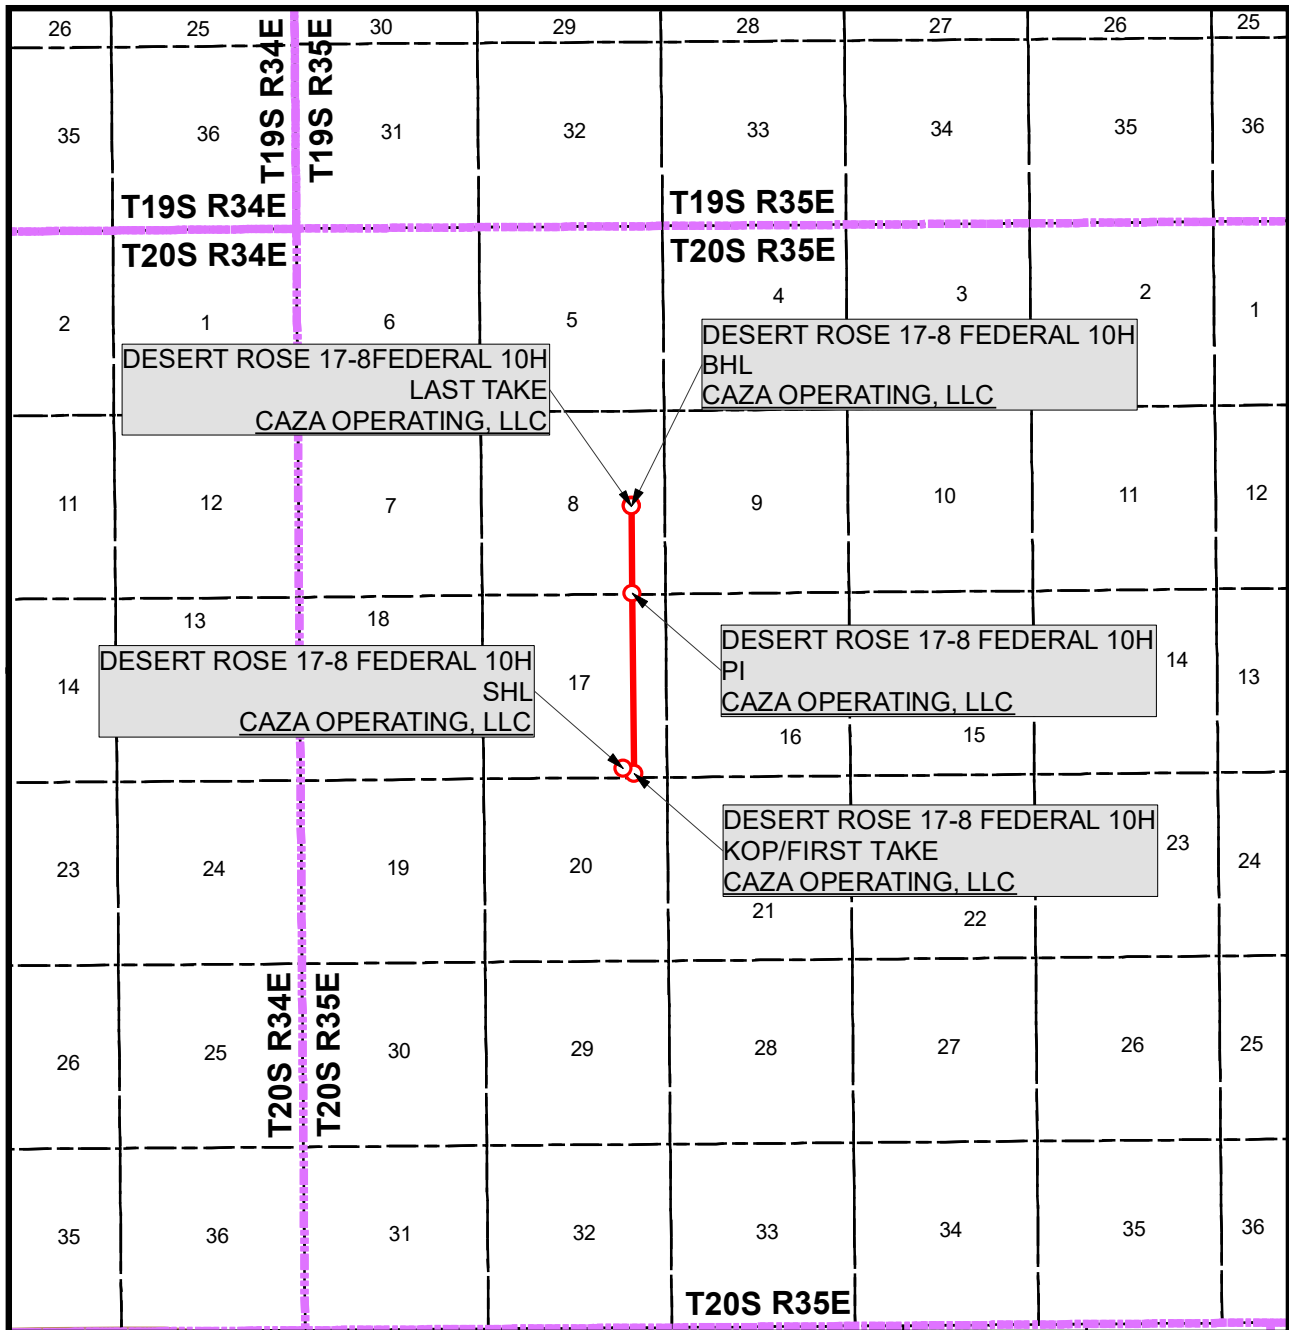 26
25
30
29
28
27
26
25
T19S R34E
T19S R35E
35
36
31
32
33
34
35
36
T19S R34E
T19S R35E
T20S R34E
T20S R35E
2
1
6
5
4
3
2
1
DESERT ROSE 17-8FEDERAL 10H
LAST TAKE
CAZA OPERATING, LLC
DESERT ROSE 17-8 FEDERAL 10H
BHL
CAZA OPERATING, LLC
11
12
7
8
9
10
11
12
13
18
DESERT ROSE 17-8 FEDERAL 10H
SHL
CAZA OPERATING, LLC
14
17
DESERT ROSE 17-8 FEDERAL 10H
PI
CAZA OPERATING, LLC
14
13
16
15
DESERT ROSE 17-8 FEDERAL 10H
KOP/FIRST TAKE
CAZA OPERATING, LLC
23
24
19
20
21
22
23
24
T20S R34E
T20S R35E
26
25
30
29
28
27
26
25
35
36
31
32
33
34
35
36
T20S R35E